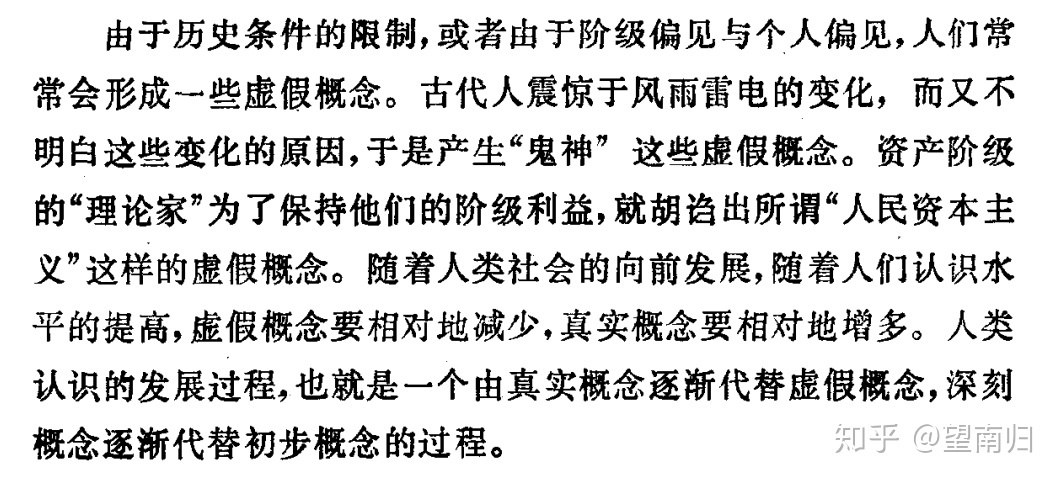 由于历史条件的限制，或者由于阶级偏见与个人偏见，人们常
常会形成一些虚假概念。古代人震惊于风雨雷电的变化，而又不
明白这些变化的原因，于是产生“鬼神”这些虚假概念。资产阶级
的“理论家”为了保持他们的阶级利益，就胡诌出所谓“人民资本主
义”这样的虚假概念。随着人类社会的向前发展，随着人们认识水
平的提高，虚假概念要相对地减少，真实概念要相对地增多。人类
认识的发展过程，也就是一个由真实概念逐渐代替虚假概念，深刻
概念逐渐代替初步概念的过程。
知乎 @望南归